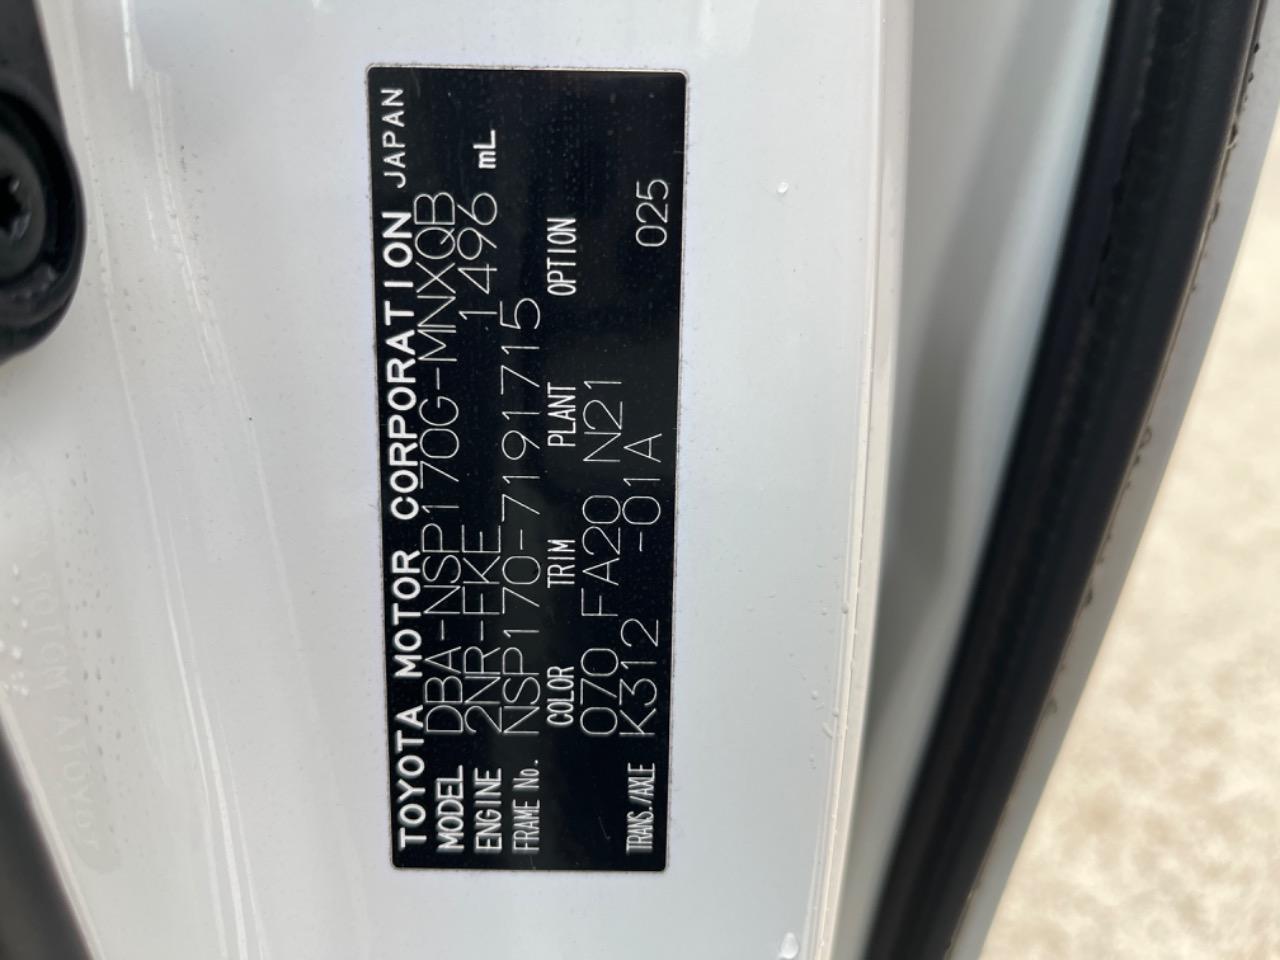 TOYOTA MOTOR CORPORATION JAPAN
MODEL DBA-NSP170G-MNXQB
ENGINE 2NR-FKE 1496 mL
FRAME No. NSP170-7191715
COLOR TRIM PLANT OPTION
070 FA20 N21
TRANS./AXLE K312 -01A 025